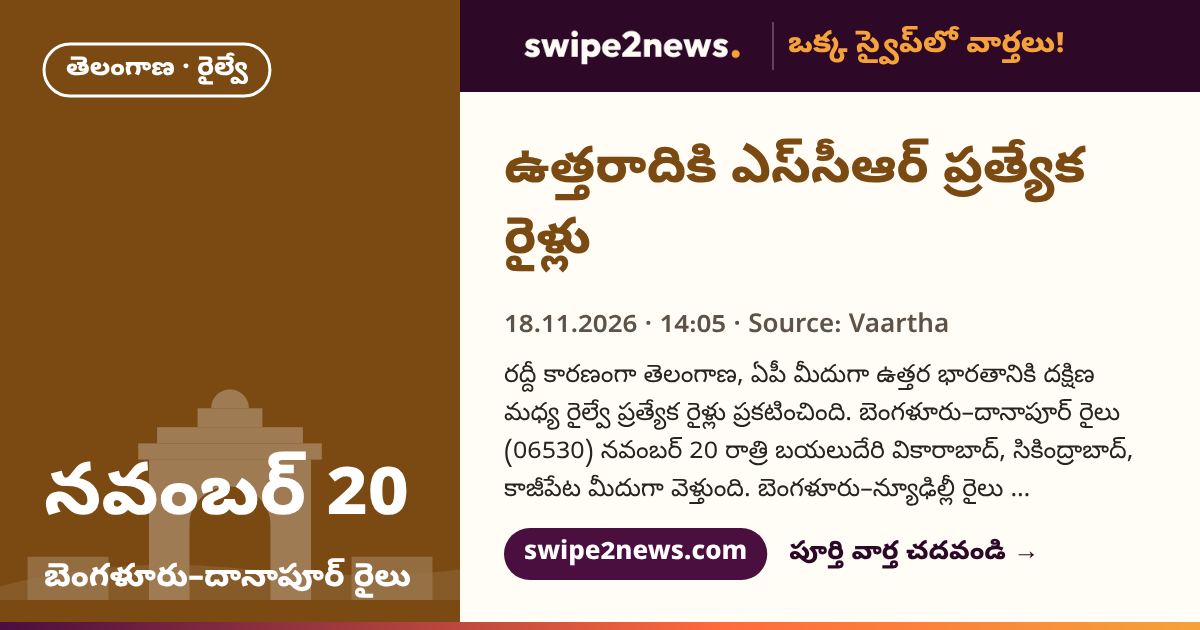 తెలంగాణ · రైల్వే
నవంబర్ 20
బెంగళూరు–దానాపూర్ రైలు
swipe2news.
ఒక్క స్వైప్‌లో వార్తలు!
ఉత్తరాదికి ఎస్‌సీఆర్ ప్రత్యేక
రైళ్లు
18.11.2026 · 14:05 · Source: Vaartha
రద్దీ కారణంగా తెలంగాణ, ఏపీ మీదుగా ఉత్తర భారతానికి దక్షిణ
మధ్య రైల్వే ప్రత్యేక రైళ్లు ప్రకటించింది. బెంగళూరు–దానాపూర్ రైలు
(06530) నవంబర్ 20 రాత్రి బయలుదేరి వికారాబాద్, సికింద్రాబాద్,
కాజీపేట మీదుగా వెళ్తుంది. బెంగళూరు–న్యూఢిల్లీ రైలు ...
swipe2news.com
పూర్తి వార్త చదవండి →